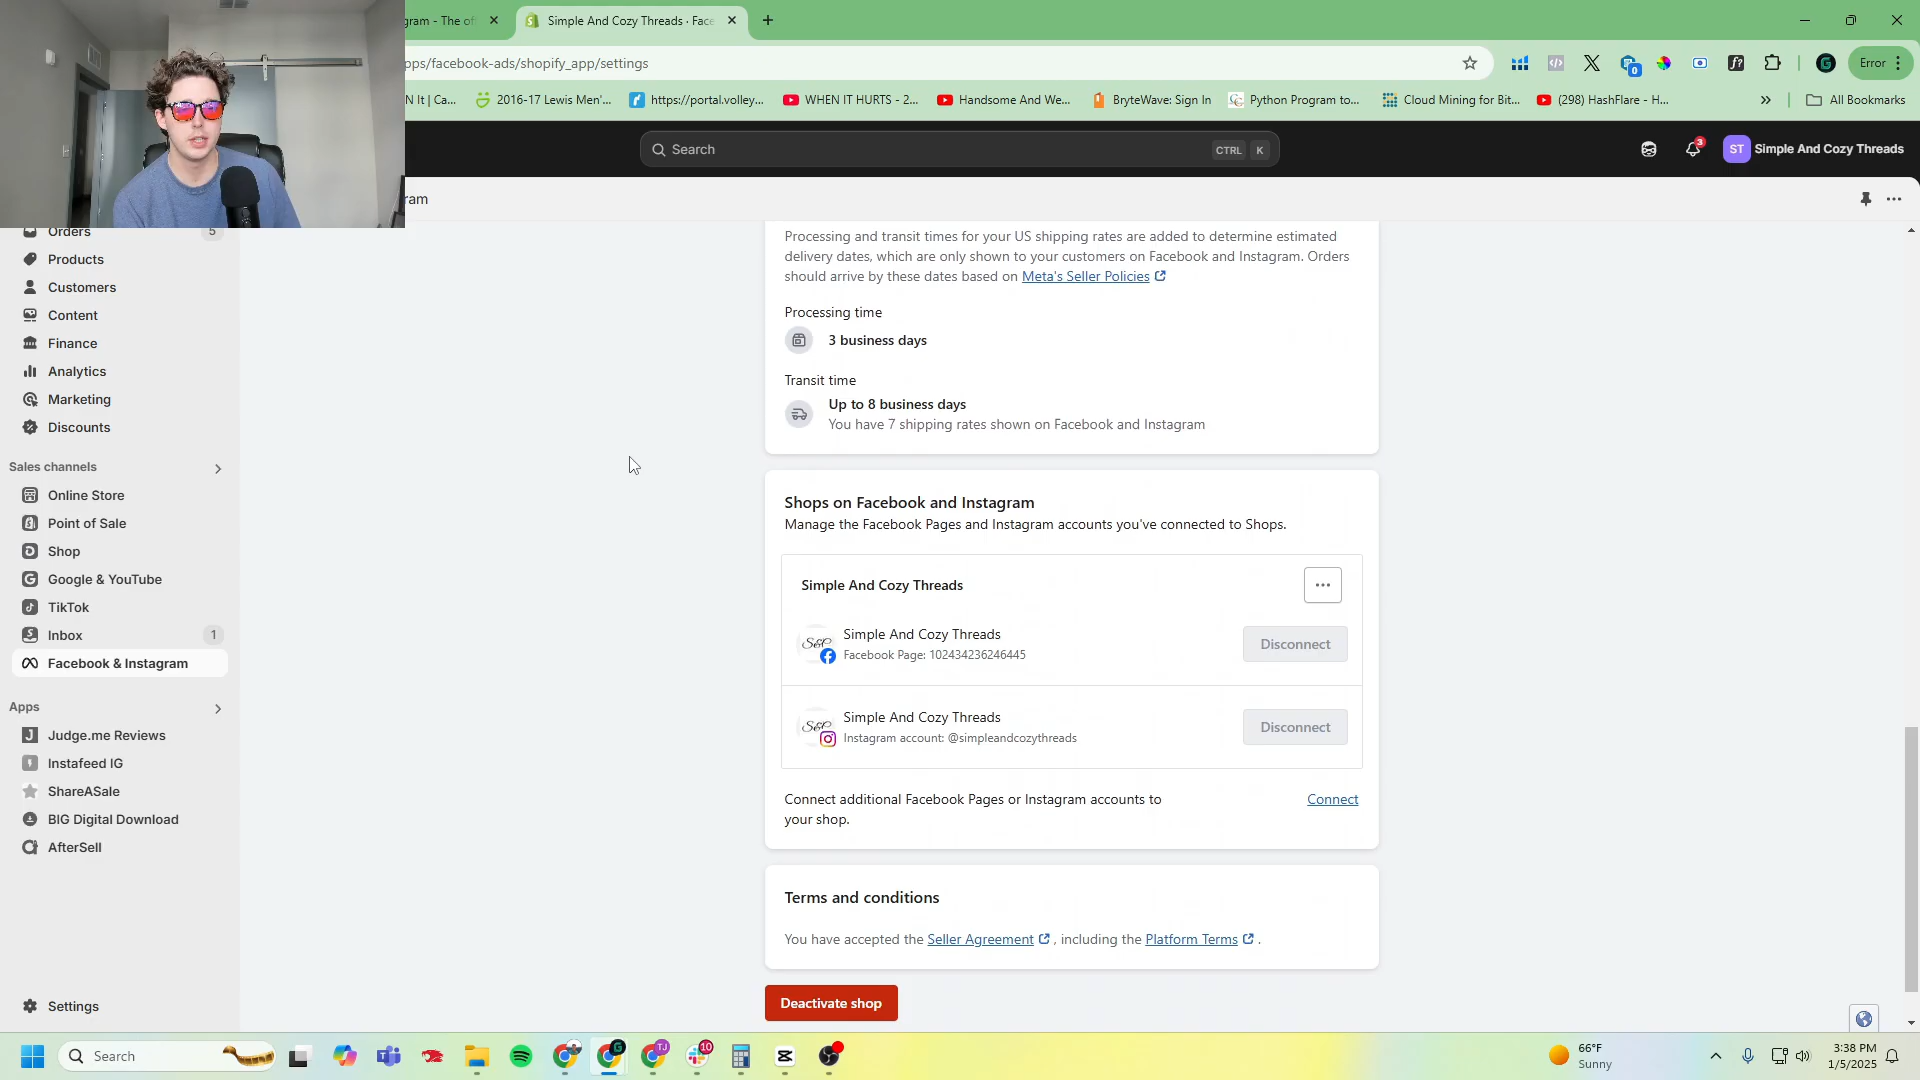 gram - The of
Simple And Cozy Threads · Face
pps/facebook-ads/shopify_app/settings
Error
N It | Ca...
2016-17 Lewis Men'...
https://portal.volley...
WHEN IT HURTS - 2...
Handsome And We...
BryteWave: Sign In
Python Program to...
Cloud Mining for Bit...
(298) HashFlare - H...
»
All Bookmarks
Search
CTRL K
3
ST
Simple And Cozy Threads
ram
Orders 5
Products
Customers
Content
Finance
Analytics
Marketing
Discounts
Sales channels
Online Store
Point of Sale
Shop
Google & YouTube
TikTok
Inbox 1
Facebook & Instagram
Apps
Judge.me Reviews
Instafeed IG
ShareASale
BIG Digital Download
AfterSell
Settings
Processing and transit times for your US shipping rates are added to determine estimated
delivery dates, which are only shown to your customers on Facebook and Instagram. Orders
should arrive by these dates based on Meta's Seller Policies
Processing time
3 business days
Transit time
Up to 8 business days
You have 7 shipping rates shown on Facebook and Instagram
Shops on Facebook and Instagram
Manage the Facebook Pages and Instagram accounts you've connected to Shops.
Simple And Cozy Threads
Simple And Cozy Threads
Facebook Page: 102434236246445
Disconnect
Simple And Cozy Threads
Instagram account: @simpleandcozythreads
Disconnect
Connect additional Facebook Pages or Instagram accounts to
your shop.
Connect
Terms and conditions
You have accepted the Seller Agreement , including the Platform Terms .
Deactivate shop
Search
10
66°F
Sunny
3:38 PM
1/5/2025